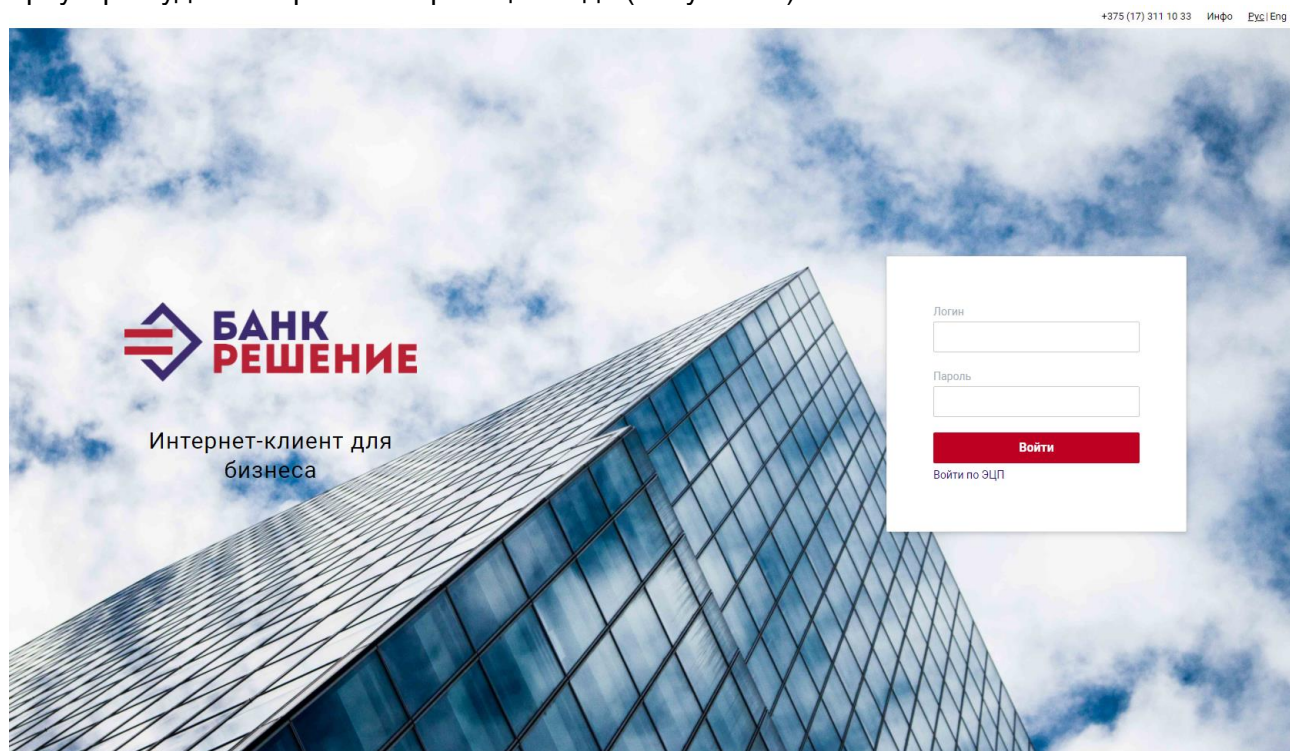 +375 (17) 311 10 33 Инфо Рус | Eng
БАНК
РЕШЕНИЕ
Интернет-клиент для
бизнеса
Логин
Пароль
Войти
Войти по ЭЦП